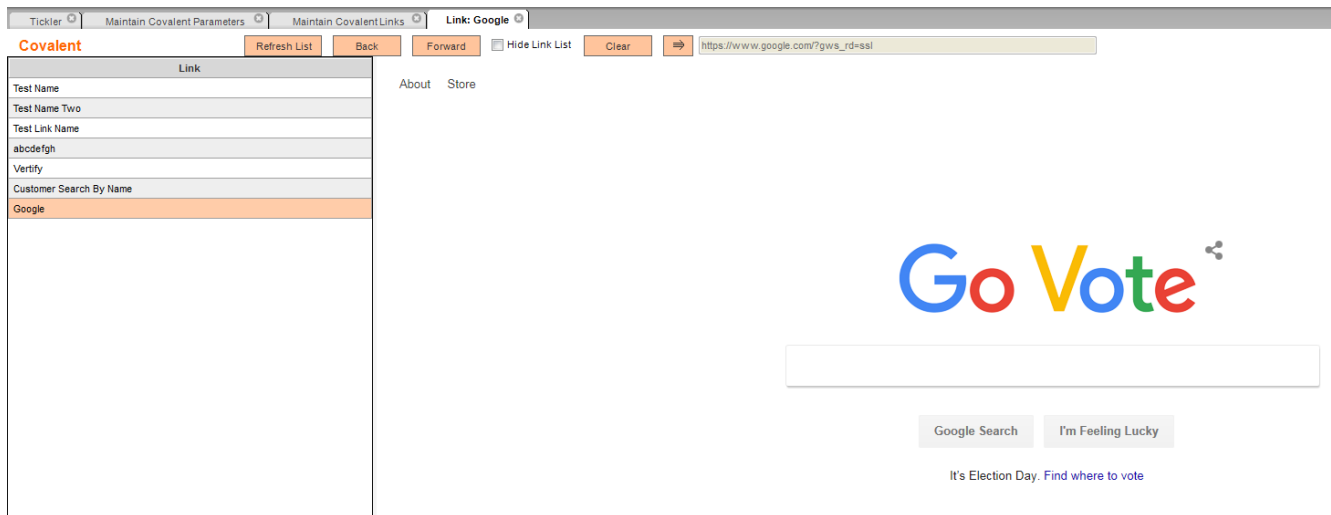 Tickler Maintain Covalent Parameters Maintain Covalent Links Link: Google
Covalent Refresh List Back Forward Hide Link List Clear ⇒ https://www.google.com/?gws_rd=ssl
Link
About Store
Test Name
Test Name Two
Test Link Name
abcdefgh
Vertify
Customer Search By Name
Google
Go Vote
Google Search I'm Feeling Lucky
It's Election Day. Find where to vote